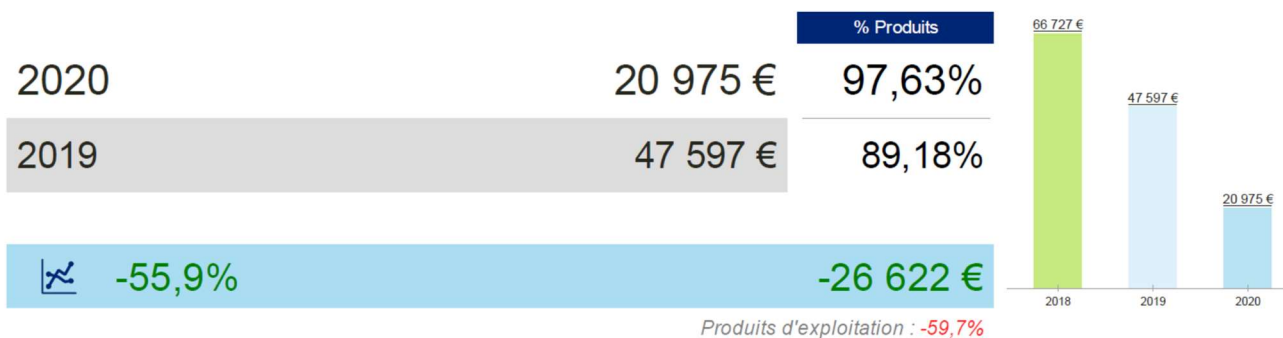 % Produits
2020 20 975 € 97,63%
2019 47 597 € 89,18%
-55,9% -26 622 €
Produits d'exploitation : -59,7%
66 727 €
47 597 €
20 975 €
2018 2019 2020